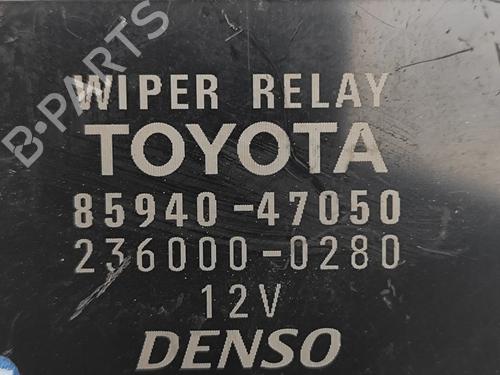 B-PARTS
WIPER RELAY
TOYOTA
85940-47050
236000-0280
12V
DENSO